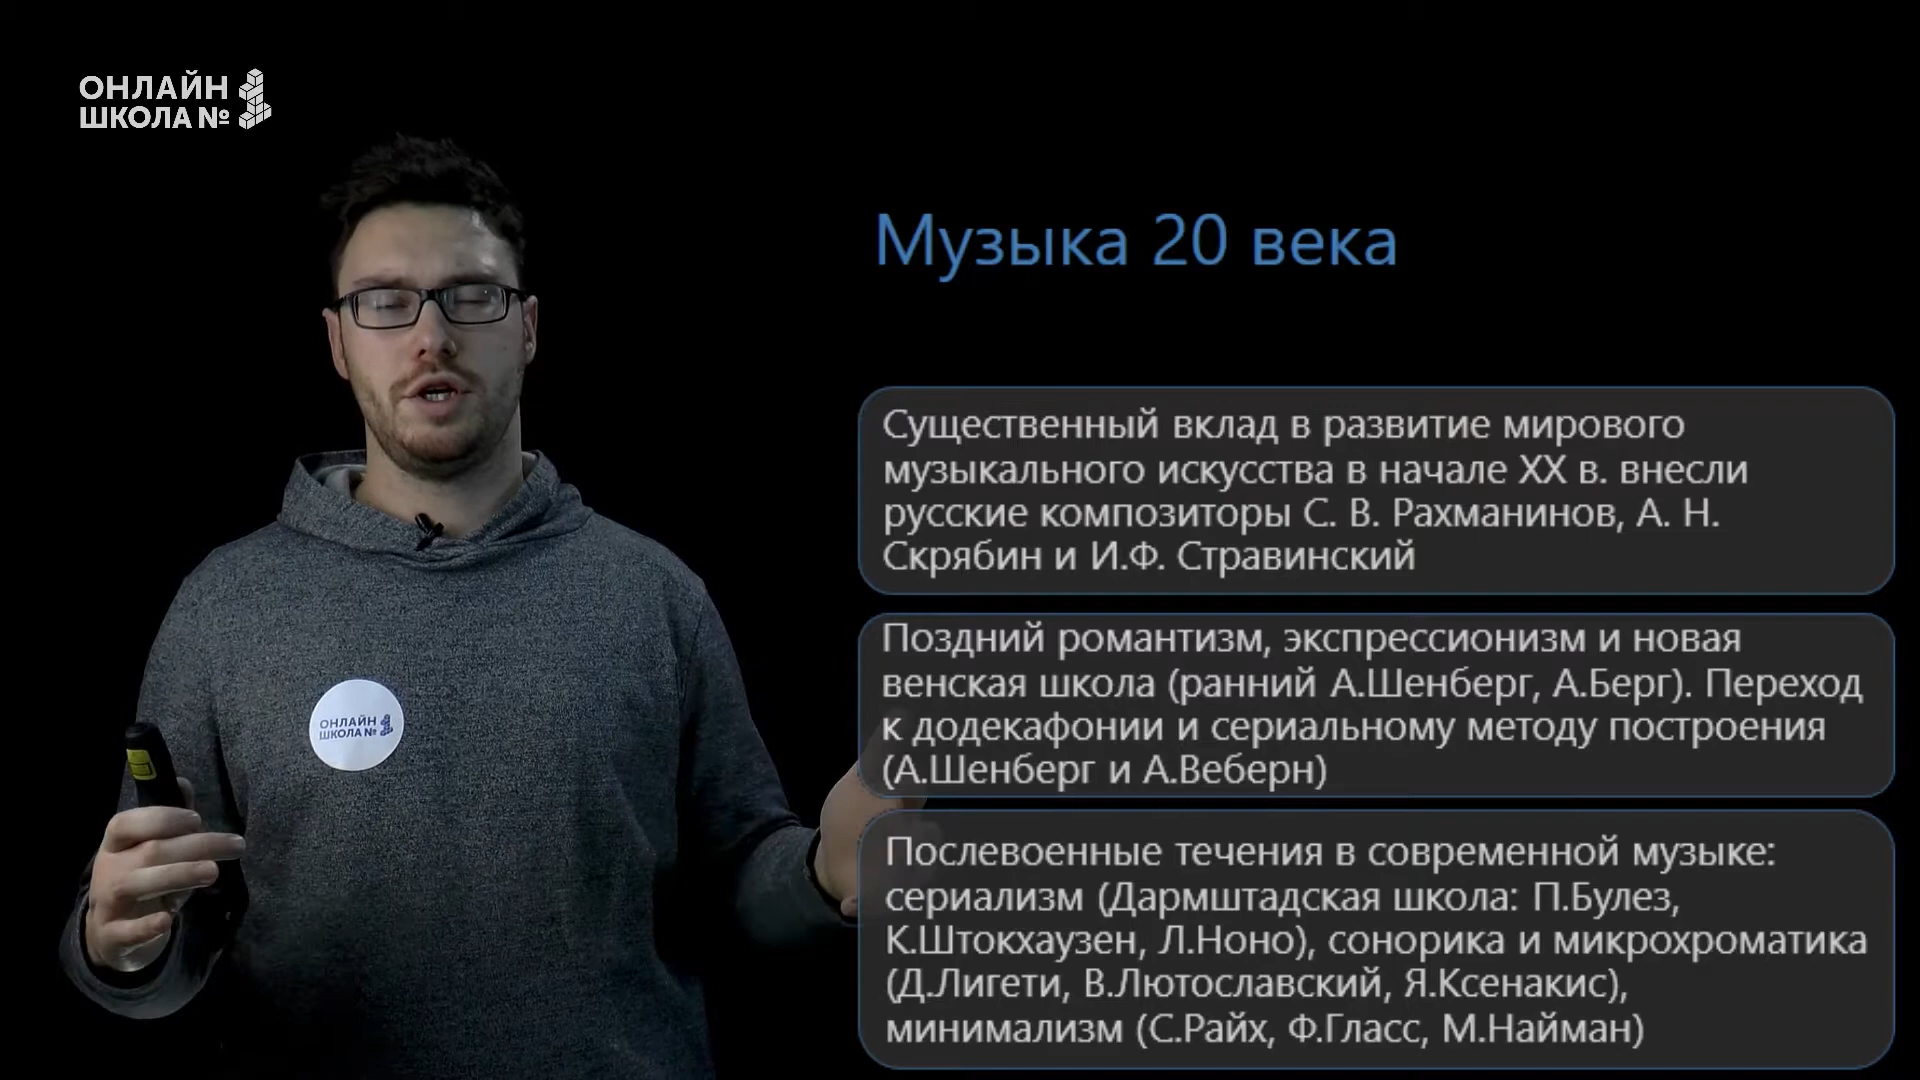 ОНЛАЙН
ШКОЛА №
Музыка 20 века
Существенный вклад в развитие мирового
музыкального искусства в начале XX в. внесли
русские композиторы С. В. Рахманинов, А. Н.
Скрябин и И.Ф. Стравинский
Поздний романтизм, экспрессионизм и новая
венская школа (ранний А.Шенберг, А.Берг). Переход
к додекафонии и сериальному методу построения
(А.Шенберг и А.Веберн)
Послевоенные течения в современной музыке:
сериализм (Дармштадская школа: П.Булез,
К.Штокхаузен, Л.Ноно), сонорика и микрохроматика
(Д.Лигети, В.Лютославский, Я.Ксенакис),
минимализм (С.Райх, Ф.Гласс, М.Найман)
ОНЛАЙН
ШКОЛА №